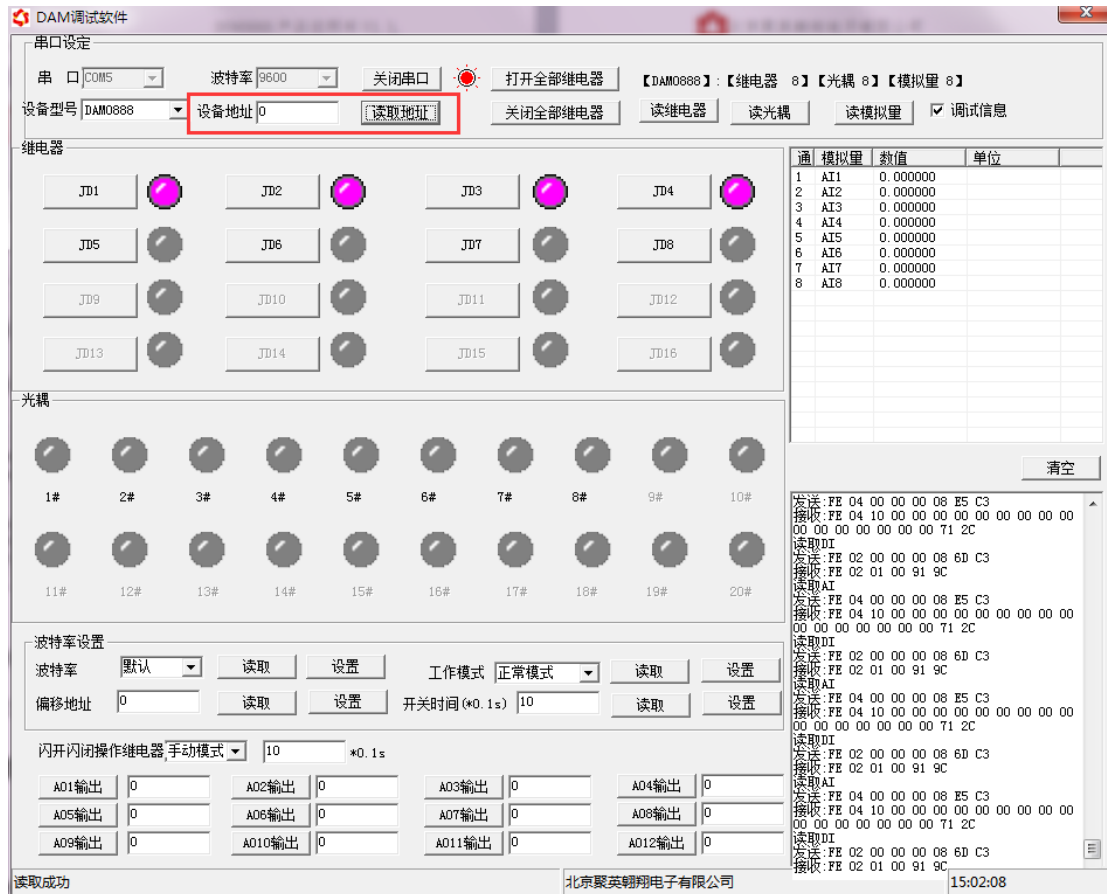 DAM调试软件
串口设定
串 口 COM5 波特率 9600 关闭串口 打开全部继电器 【DAM0888】:【继电器 8】【光耦 8】【模拟量 8】
设备型号 DAM0888 设备地址 0 读取地址 关闭全部继电器 读继电器 读光耦 读模拟量 调试信息
继电器
JD1 JD2 JD3 JD4
JD5 JD6 JD7 JD8
JD9 JD10 JD11 JD12
JD13 JD14 JD15 JD16
通 模拟量 数值 单位
1 AI1 0.000000
2 AI2 0.000000
3 AI3 0.000000
4 AI4 0.000000
5 AI5 0.000000
6 AI6 0.000000
7 AI7 0.000000
8 AI8 0.000000
光耦
1# 2# 3# 4# 5# 6# 7# 8# 9# 10#
11# 12# 13# 14# 15# 16# 17# 18# 19# 20#
清空
发送:FE 04 00 00 00 08 E5 C3
接收:FE 04 10 00 00 00 00 00 00 00 00 00
00 00 00 00 00 00 00 71 2C
读取DI
发送:FE 02 00 00 00 08 6D C3
接收:FE 02 01 00 91 9C
读取AI
发送:FE 04 00 00 00 08 E5 C3
接收:FE 04 10 00 00 00 00 00 00 00 00 00
00 00 00 00 00 00 00 71 2C
读取DI
发送:FE 02 00 00 00 08 6D C3
接收:FE 02 01 00 91 9C
读取AI
发送:FE 04 00 00 00 08 E5 C3
接收:FE 04 10 00 00 00 00 00 00 00 00 00
00 00 00 00 00 00 00 71 2C
读取DI
发送:FE 02 00 00 00 08 6D C3
接收:FE 02 01 00 91 9C
读取AI
发送:FE 04 00 00 00 08 E5 C3
接收:FE 04 10 00 00 00 00 00 00 00 00 00
00 00 00 00 00 00 00 71 2C
读取DI
发送:FE 02 00 00 00 08 6D C3
接收:FE 02 01 00 91 9C
波特率设置
波特率 默认 读取 设置 工作模式 正常模式 读取 设置
偏移地址 0 读取 设置 开关时间(*0.1s) 10 读取 设置
闪开闪闭操作继电器 手动模式 10 *0.1s
AO1输出 0 AO2输出 0 AO3输出 0 AO4输出 0
AO5输出 0 AO6输出 0 AO7输出 0 AO8输出 0
AO9输出 0 AO10输出 0 AO11输出 0 AO12输出 0
读取成功 北京聚英翱翔电子有限公司 15:02:08